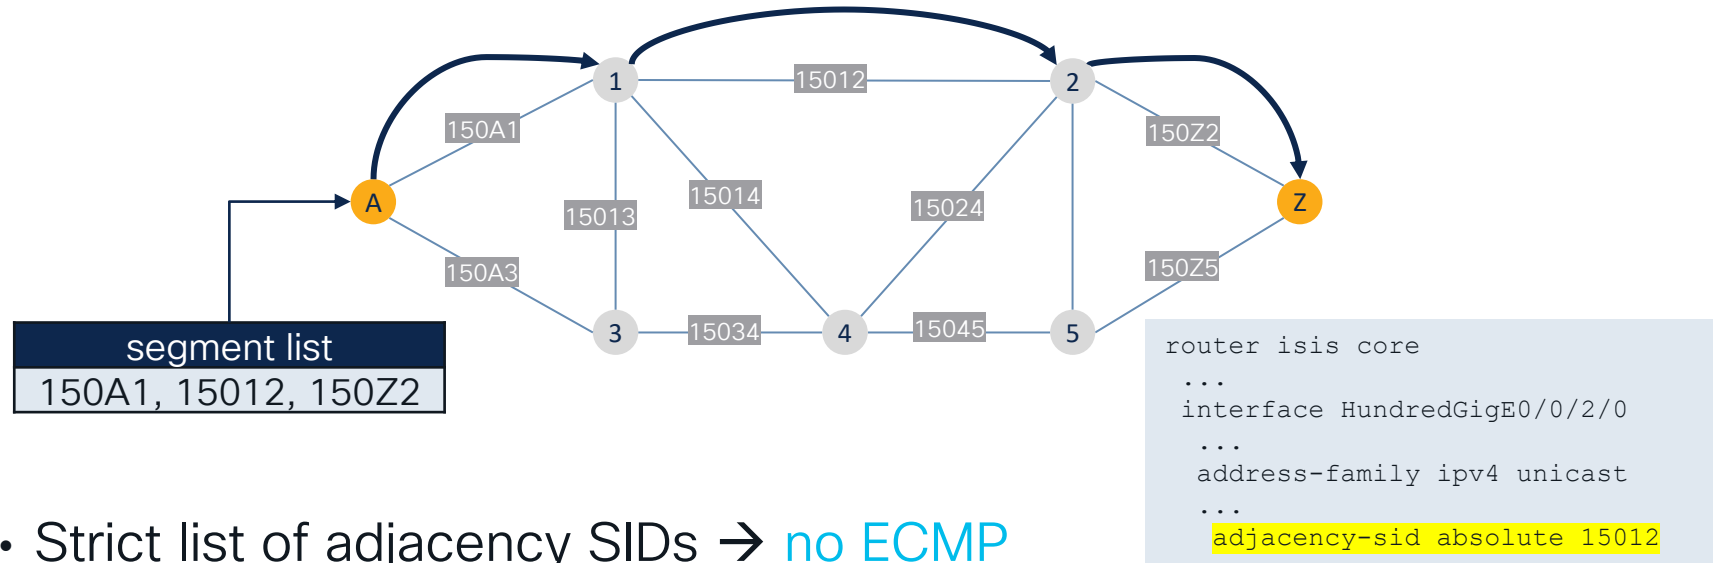 1
15012
2
150A1
150Z2
A
15013
15014
15024
Z
150A3
150Z5
3
15034
4
15045
5
segment list
150A1, 15012, 150Z2
router isis core
...
interface HundredGigE0/0/2/0
...
address-family ipv4 unicast
...
adjacency-sid absolute 15012
• Strict list of adjacency SIDs → no ECMP